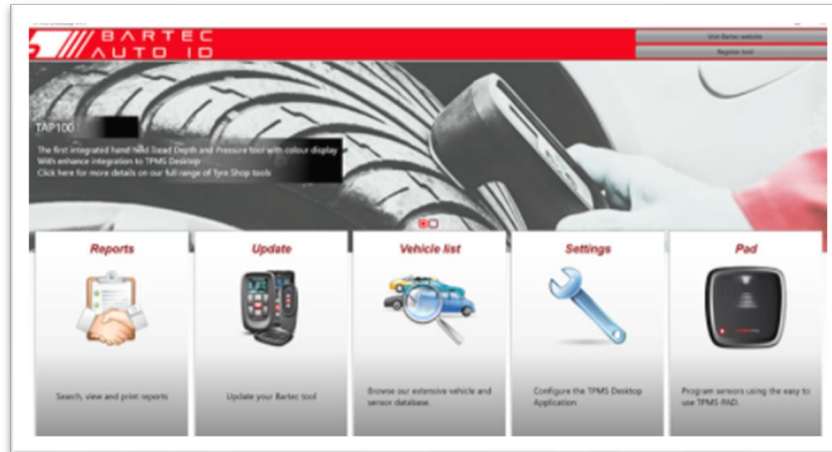 BARTEC
AUTO ID
Visit Bartec website
Register tool
TAP100
The first integrated hand held Tread Depth and Pressure tool with colour display
With enhance integration to TPMS Desktop
Click here for more details on our full range of Tyre Shop tools
Reports
Update
Vehicle list
Settings
Pad
Search, view and print reports
Update your Bartec tool
Browse our extensive vehicle and
sensor database.
Configure the TPMS Desktop
Application
Program sensors using the easy to
use TPMS-PAD.